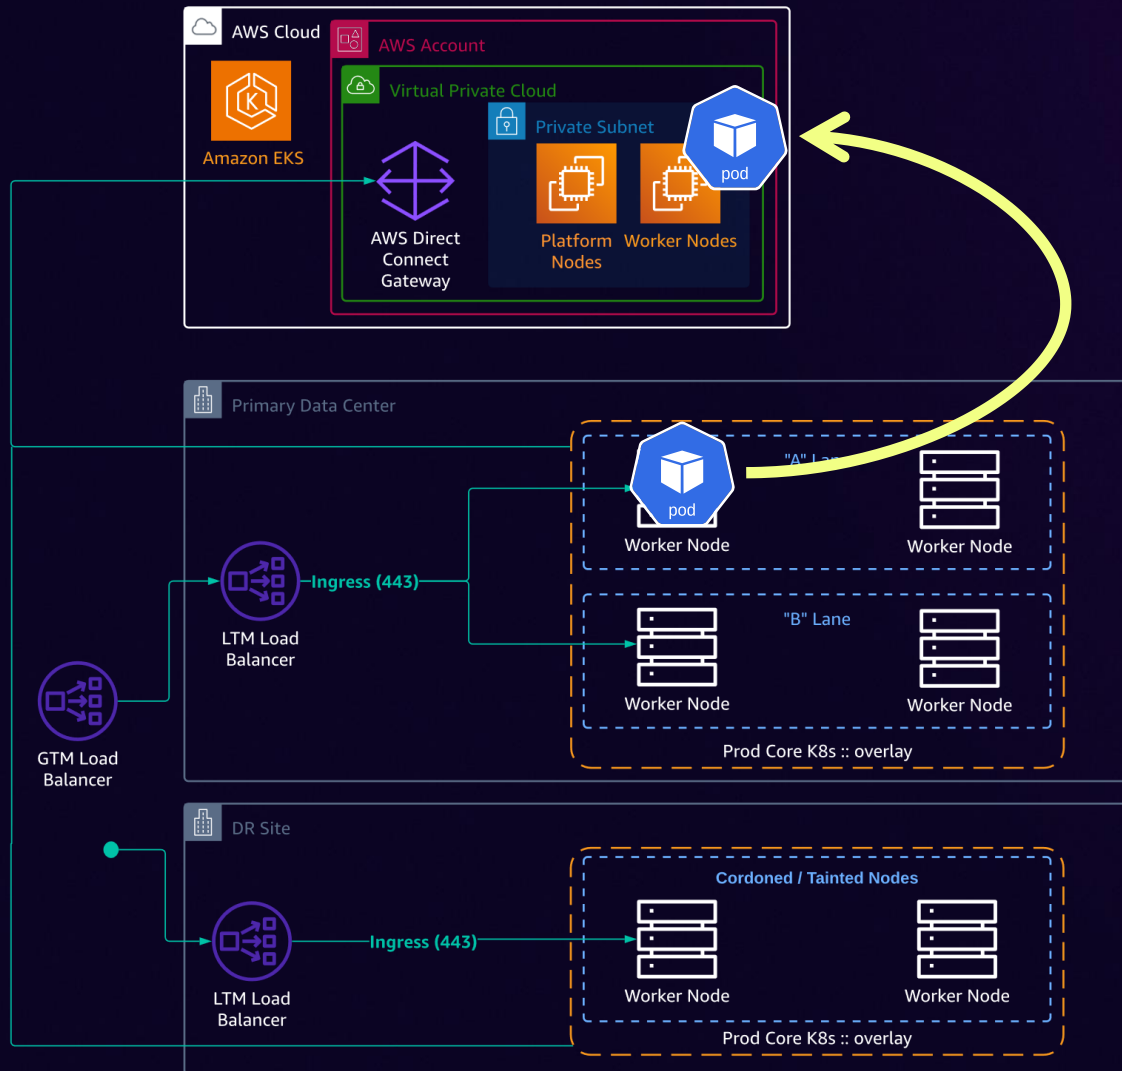 AWS Cloud
AWS Account
Virtual Private Cloud
Private Subnet
Amazon EKS
pod
AWS Direct
Connect
Gateway
Platform
Nodes
Worker Nodes
Primary Data Center
"A"
pod
Worker Node
Worker Node
Ingress (443)
LTM Load
Balancer
"B" Lane
Worker Node
Worker Node
GTM Load
Balancer
Prod Core K8s :: overlay
DR Site
Cordoned / Tainted Nodes
Ingress (443)
LTM Load
Balancer
Worker Node
Worker Node
Prod Core K8s :: overlay